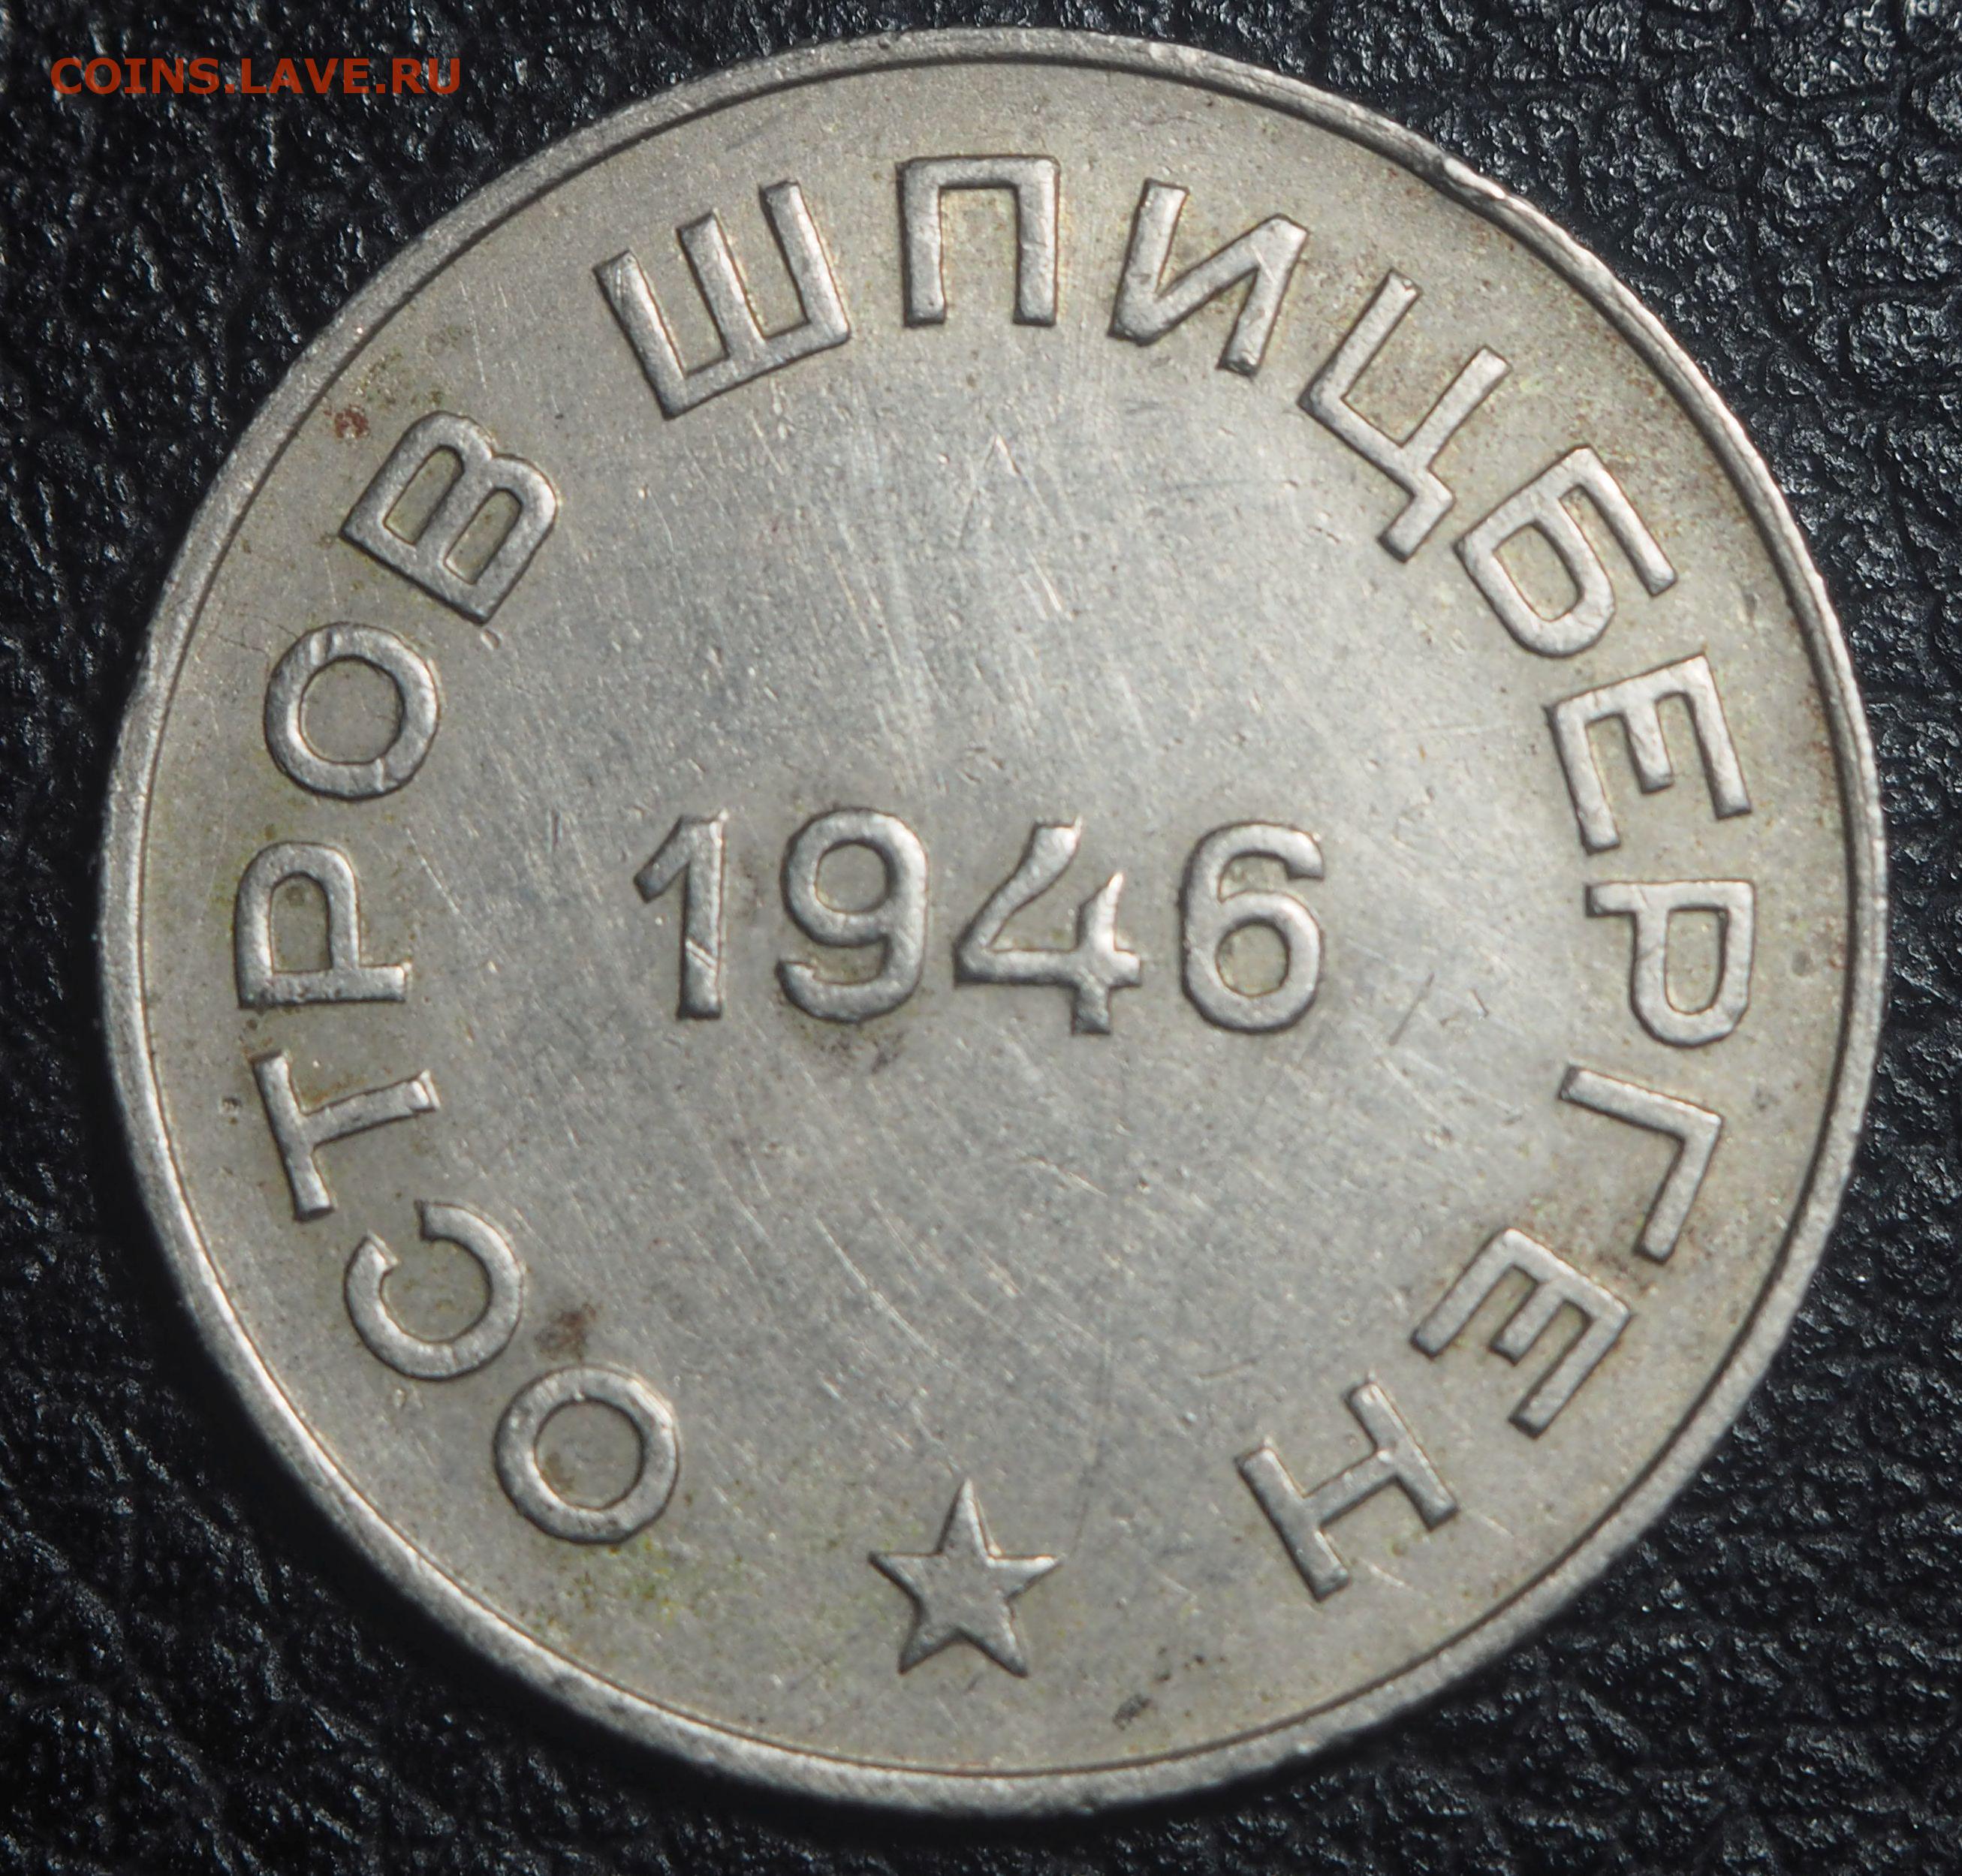 COINS.LAVE.RU
ОСТРОВ ШПИЦБЕРГЕН
1946